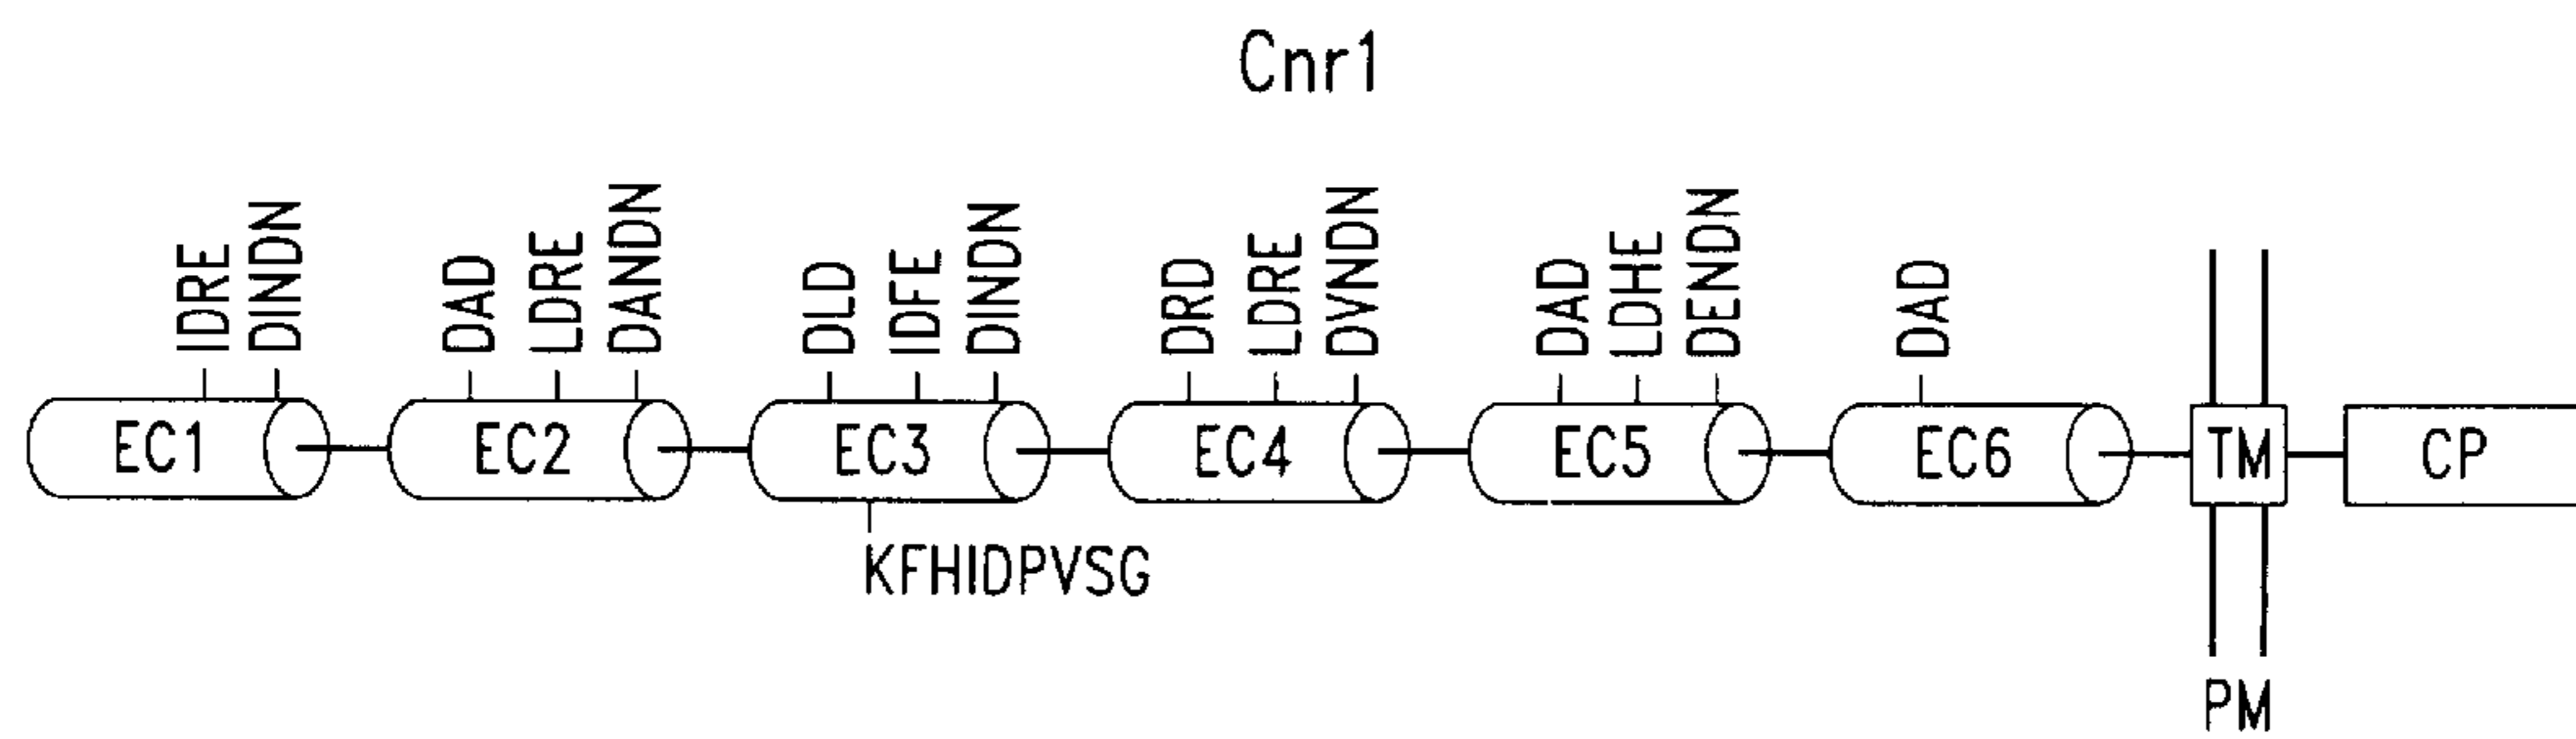 Cnr1
IDRE DINDN DAD LDRE DANDN DLD IDFE DINDN DRD LDRE DVNDN DAD LDHE DENDN DAD
EC1 EC2 EC3 EC4 EC5 EC6 TM CP
KFHIDPVSG
PM